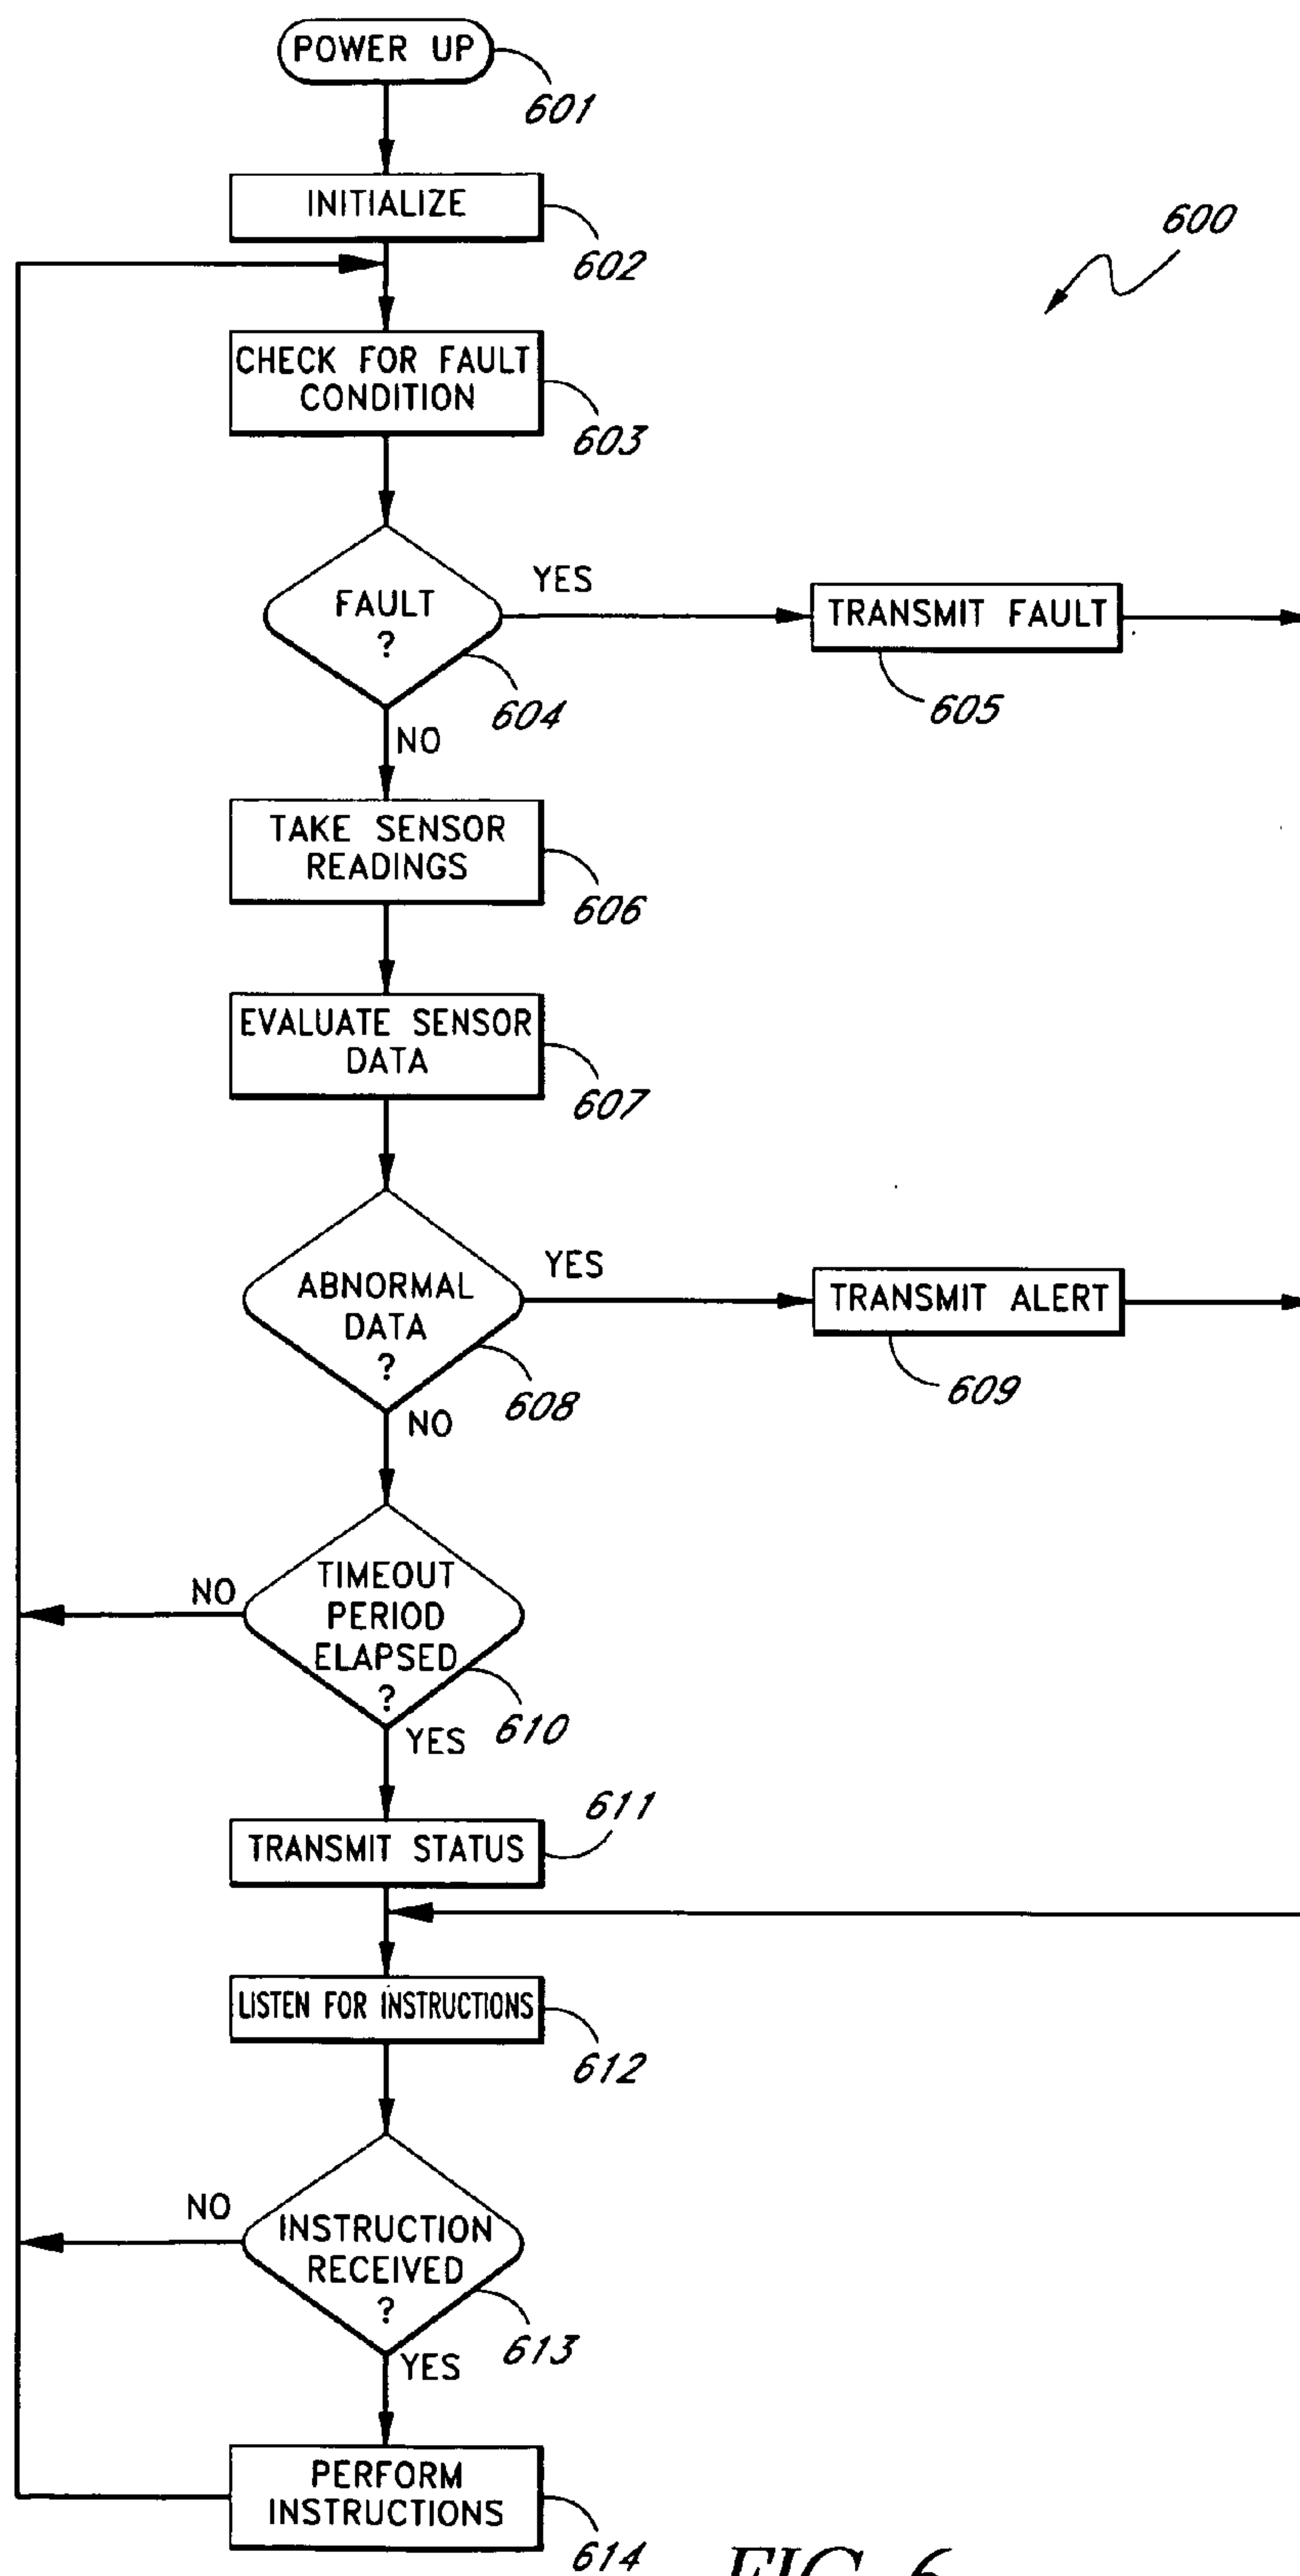 POWER UP
601
INITIALIZE
602
600
CHECK FOR FAULT
CONDITION
603
FAULT
?
604
YES
TRANSMIT FAULT
605
NO
TAKE SENSOR
READINGS
606
EVALUATE SENSOR
DATA
607
ABNORMAL
DATA
?
608
YES
TRANSMIT ALERT
609
NO
TIMEOUT
PERIOD
ELAPSED
?
610
NO
YES
TRANSMIT STATUS
611
LISTEN FOR INSTRUCTIONS
612
INSTRUCTION
RECEIVED
?
613
NO
YES
PERFORM
INSTRUCTIONS
614
FIG. 6